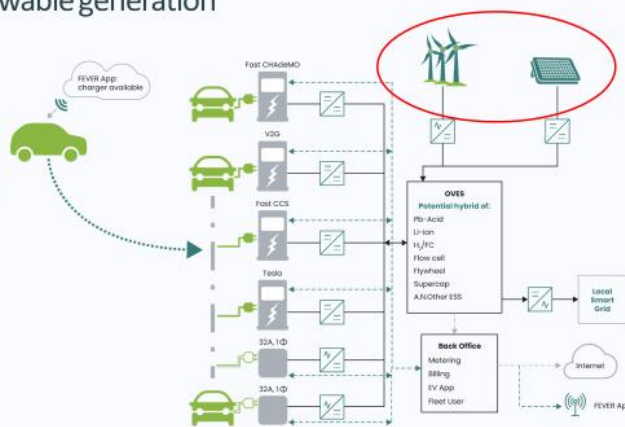 wable generation
FEVER App:
charger available
Fast CHAdeMO
V2G
Fast CCS
Tesla
32A, 1Φ
32A, 1Φ
OVES
Potential hybrid of:
Pb-Acid
Li-ion
H₂/FC
Flow cell
Flywheel
Supercap
A.N.Other ESS
Local
Smart
Grid
Back Office
Metering
Billing
EV App
Fleet User
Internet
FEVER Ap